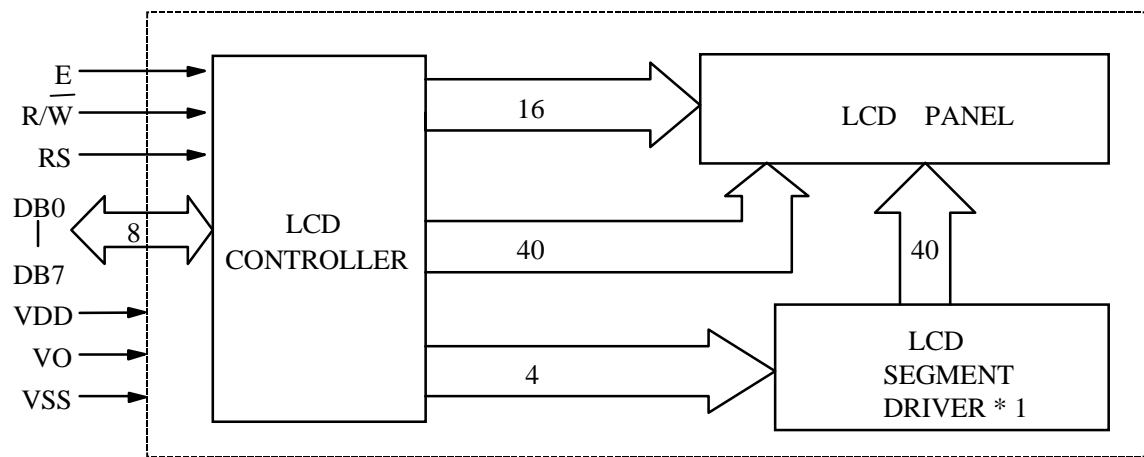 E
R/W
RS
DB0
DB7
VDD
VO
VSS
8
LCD
CONTROLLER
16
40
4
LCD PANEL
40
LCD
SEGMENT
DRIVER * 1